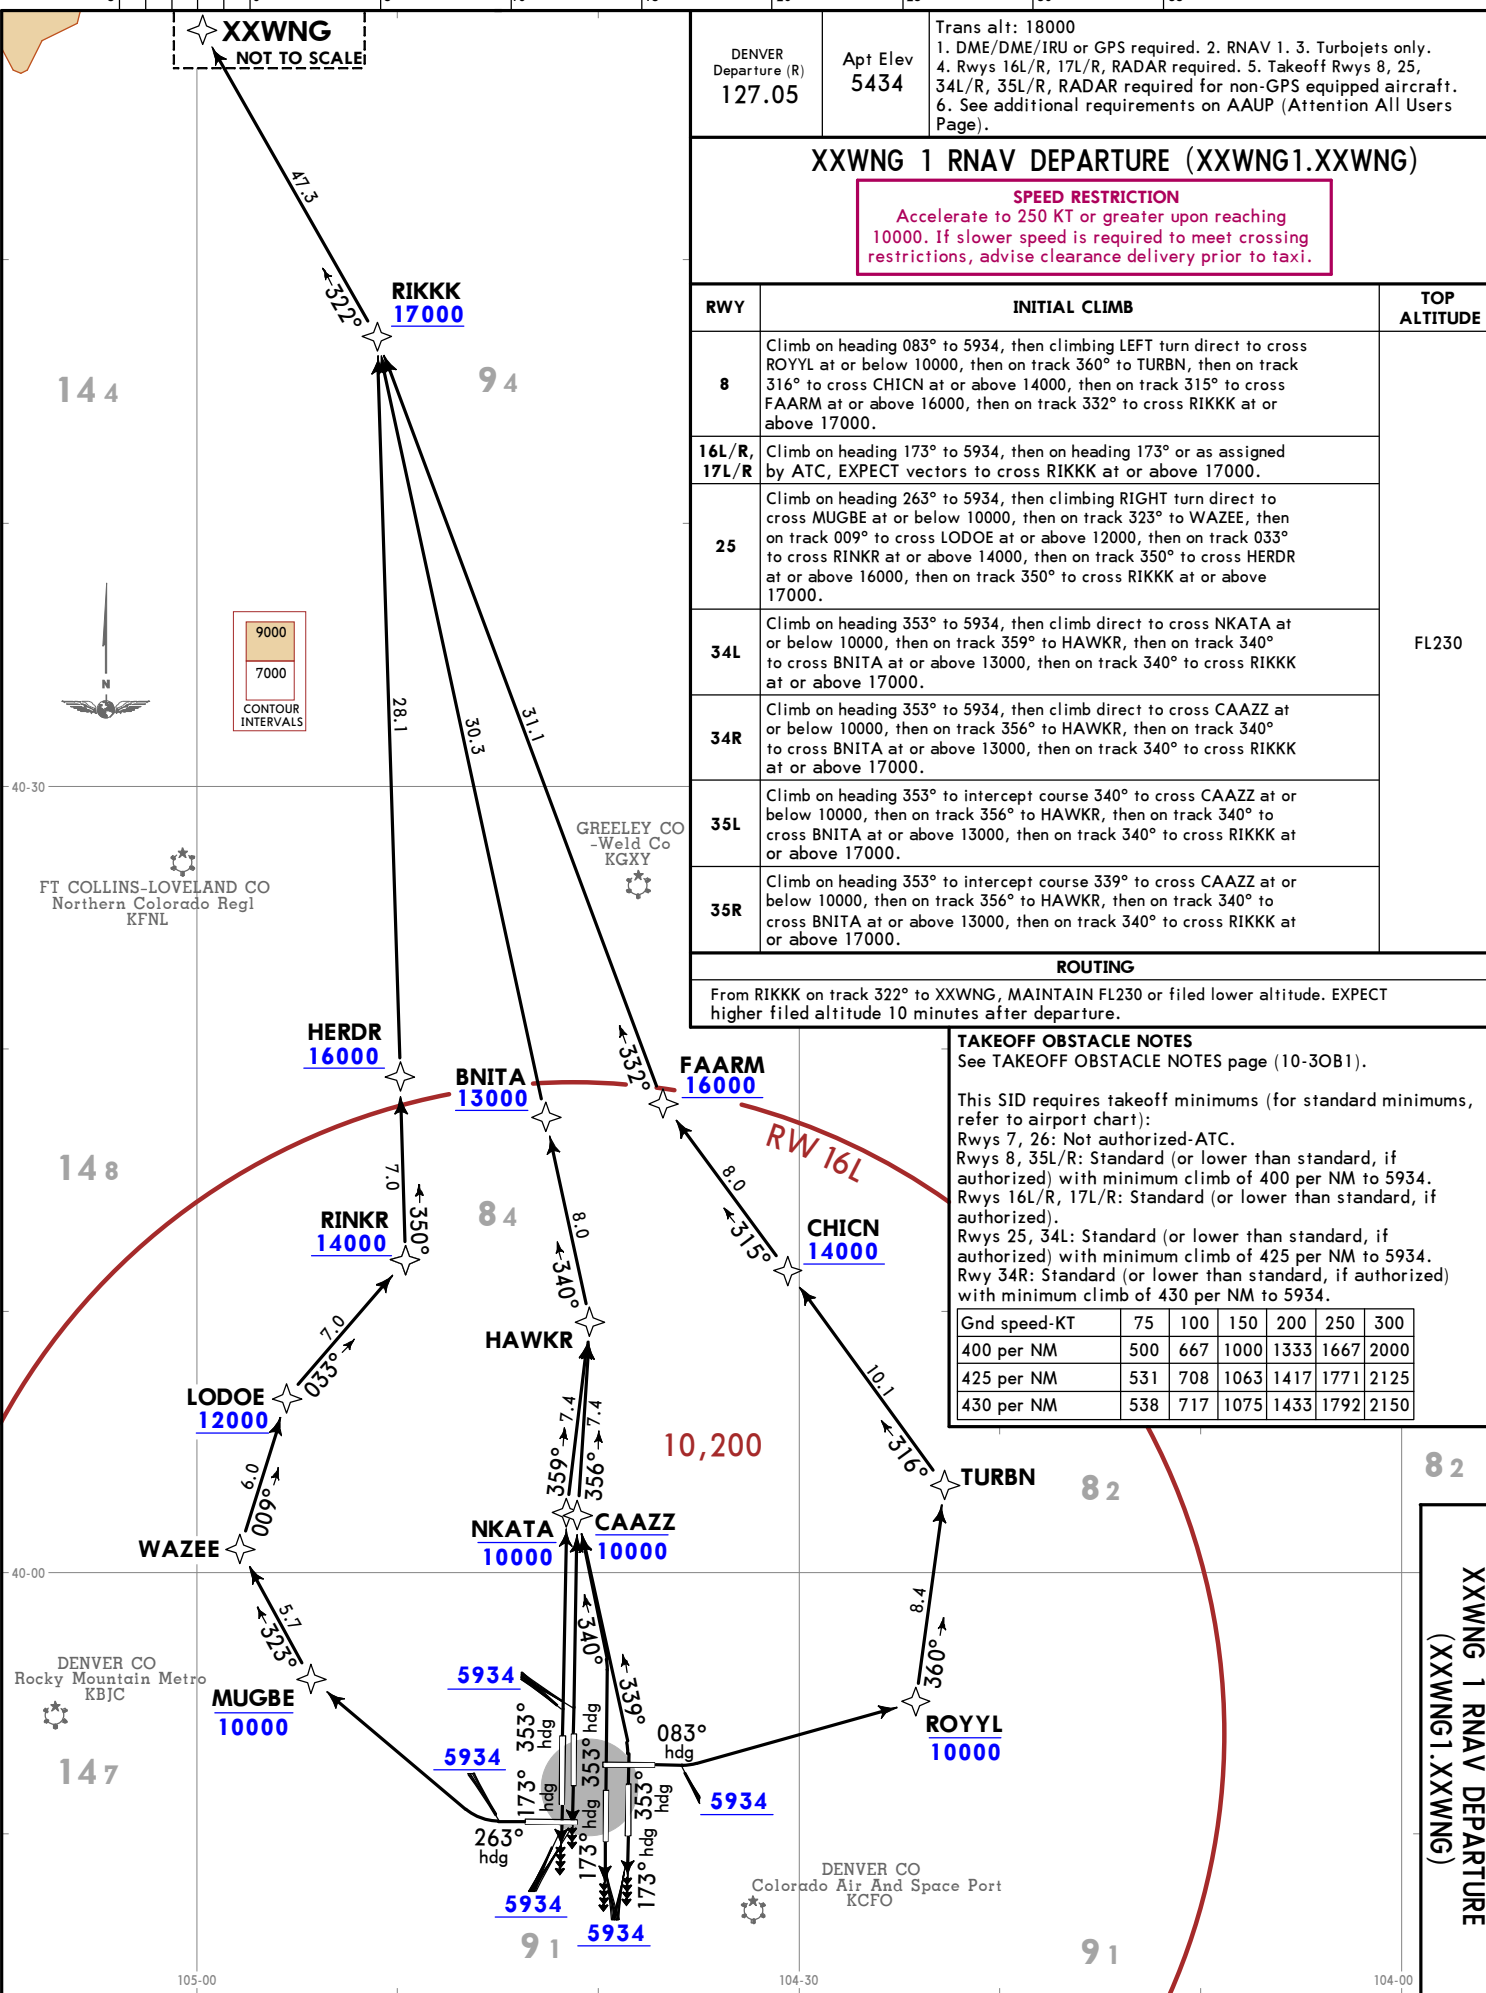 XXWNG
NOT TO SCALE
DENVER
Departure (R)
127.05
Apt Elev
5434
Trans alt: 18000
1. DME/DME/IRU or GPS required. 2. RNAV 1. 3. Turbojets only.
4. Rwys 16L/R, 17L/R, RADAR required. 5. Takeoff Rwys 8, 25,
34L/R, 35L/R, RADAR required for non-GPS equipped aircraft.
6. See additional requirements on AAUP (Attention All Users
Page).
XXWNG 1 RNAV DEPARTURE (XXWNG1.XXWNG)
SPEED RESTRICTION
Accelerate to 250 KT or greater upon reaching
10000. If slower speed is required to meet crossing
restrictions, advise clearance delivery prior to taxi.
RWY
INITIAL CLIMB
TOP
ALTITUDE
8
Climb on heading 083° to 5934, then climbing LEFT turn direct to cross
ROYYL at or below 10000, then on track 360° to TURBN, then on track
316° to cross CHICN at or above 14000, then on track 315° to cross
FAARM at or above 16000, then on track 332° to cross RIKKK at or
above 17000.
16L/R,
17L/R
Climb on heading 173° to 5934, then on heading 173° or as assigned
by ATC, EXPECT vectors to cross RIKKK at or above 17000.
25
Climb on heading 263° to 5934, then climbing RIGHT turn direct to
cross MUGBE at or below 10000, then on track 323° to WAZEE, then
on track 009° to cross LODOE at or above 12000, then on track 033°
to cross RINKR at or above 14000, then on track 350° to cross HERDR
at or above 16000, then on track 350° to cross RIKKK at or above
17000.
34L
Climb on heading 353° to 5934, then climb direct to cross NKATA at
or below 10000, then on track 359° to HAWKR, then on track 340°
to cross BNITA at or above 13000, then on track 340° to cross RIKKK
at or above 17000.
34R
Climb on heading 353° to 5934, then climb direct to cross CAAZZ at
or below 10000, then on track 356° to HAWKR, then on track 340°
to cross BNITA at or above 13000, then on track 340° to cross RIKKK
at or above 17000.
35L
Climb on heading 353° to intercept course 340° to cross CAAZZ at or
below 10000, then on track 356° to HAWKR, then on track 340° to
cross BNITA at or above 13000, then on track 340° to cross RIKKK at
or above 17000.
35R
Climb on heading 353° to intercept course 339° to cross CAAZZ at or
below 10000, then on track 356° to HAWKR, then on track 340° to
cross BNITA at or above 13000, then on track 340° to cross RIKKK at
or above 17000.
FL230
ROUTING
From RIKKK on track 322° to XXWNG, MAINTAIN FL230 or filed lower altitude. EXPECT
higher filed altitude 10 minutes after departure.
TAKEOFF OBSTACLE NOTES
See TAKEOFF OBSTACLE NOTES page (10-3OB1).
This SID requires takeoff minimums (for standard minimums,
refer to airport chart):
Rwys 7, 26: Not authorized-ATC.
Rwys 8, 35L/R: Standard (or lower than standard, if
authorized) with minimum climb of 400 per NM to 5934.
Rwys 16L/R, 17L/R: Standard (or lower than standard, if
authorized).
Rwys 25, 34L: Standard (or lower than standard, if
authorized) with minimum climb of 425 per NM to 5934.
Rwy 34R: Standard (or lower than standard, if authorized)
with minimum climb of 430 per NM to 5934.
Gnd speed-KT 75 100 150 200 250 300
400 per NM 500 667 1000 1333 1667 2000
425 per NM 531 708 1063 1417 1771 2125
430 per NM 538 717 1075 1433 1792 2150
47.3
322°
RIKKK
17000
14 4
9 4
N
9000
7000
CONTOUR
INTERVALS
28.1
30.3
31.1
40-30
FT COLLINS-LOVELAND CO
Northern Colorado Regl
KFNL
GREELEY CO
-Weld Co
KGXY
HERDR
16000
BNITA
13000
332°
FAARM
16000
RW 16L
14 8
7.0
350°
8 4
8.0
340°
8.0
315°
RINKR
14000
CHICN
14000
HAWKR
7.0
033°
LODOE
12000
359°
7.4
356°
7.4
10,200
10.1
316°
TURBN
8 2
8 2
6.0
009°
WAZEE
NKATA
10000
CAAZZ
10000
40-00
5.7
323°
340°
339°
8.4
360°
DENVER CO
Rocky Mountain Metro
KBJC
MUGBE
10000
5934
ROYYL
10000
353°
hdg
353° hdg
083°
hdg
5934
14 7
5934
173°
hdg
353°
hdg
263°
hdg
173° hdg
173° hdg
5934
5934
DENVER CO
Colorado Air And Space Port
KCFO
9 1
9 1
105-00
104-30
104-00
XXWNG 1 RNAV DEPARTURE
(XXWNG1.XXWNG)